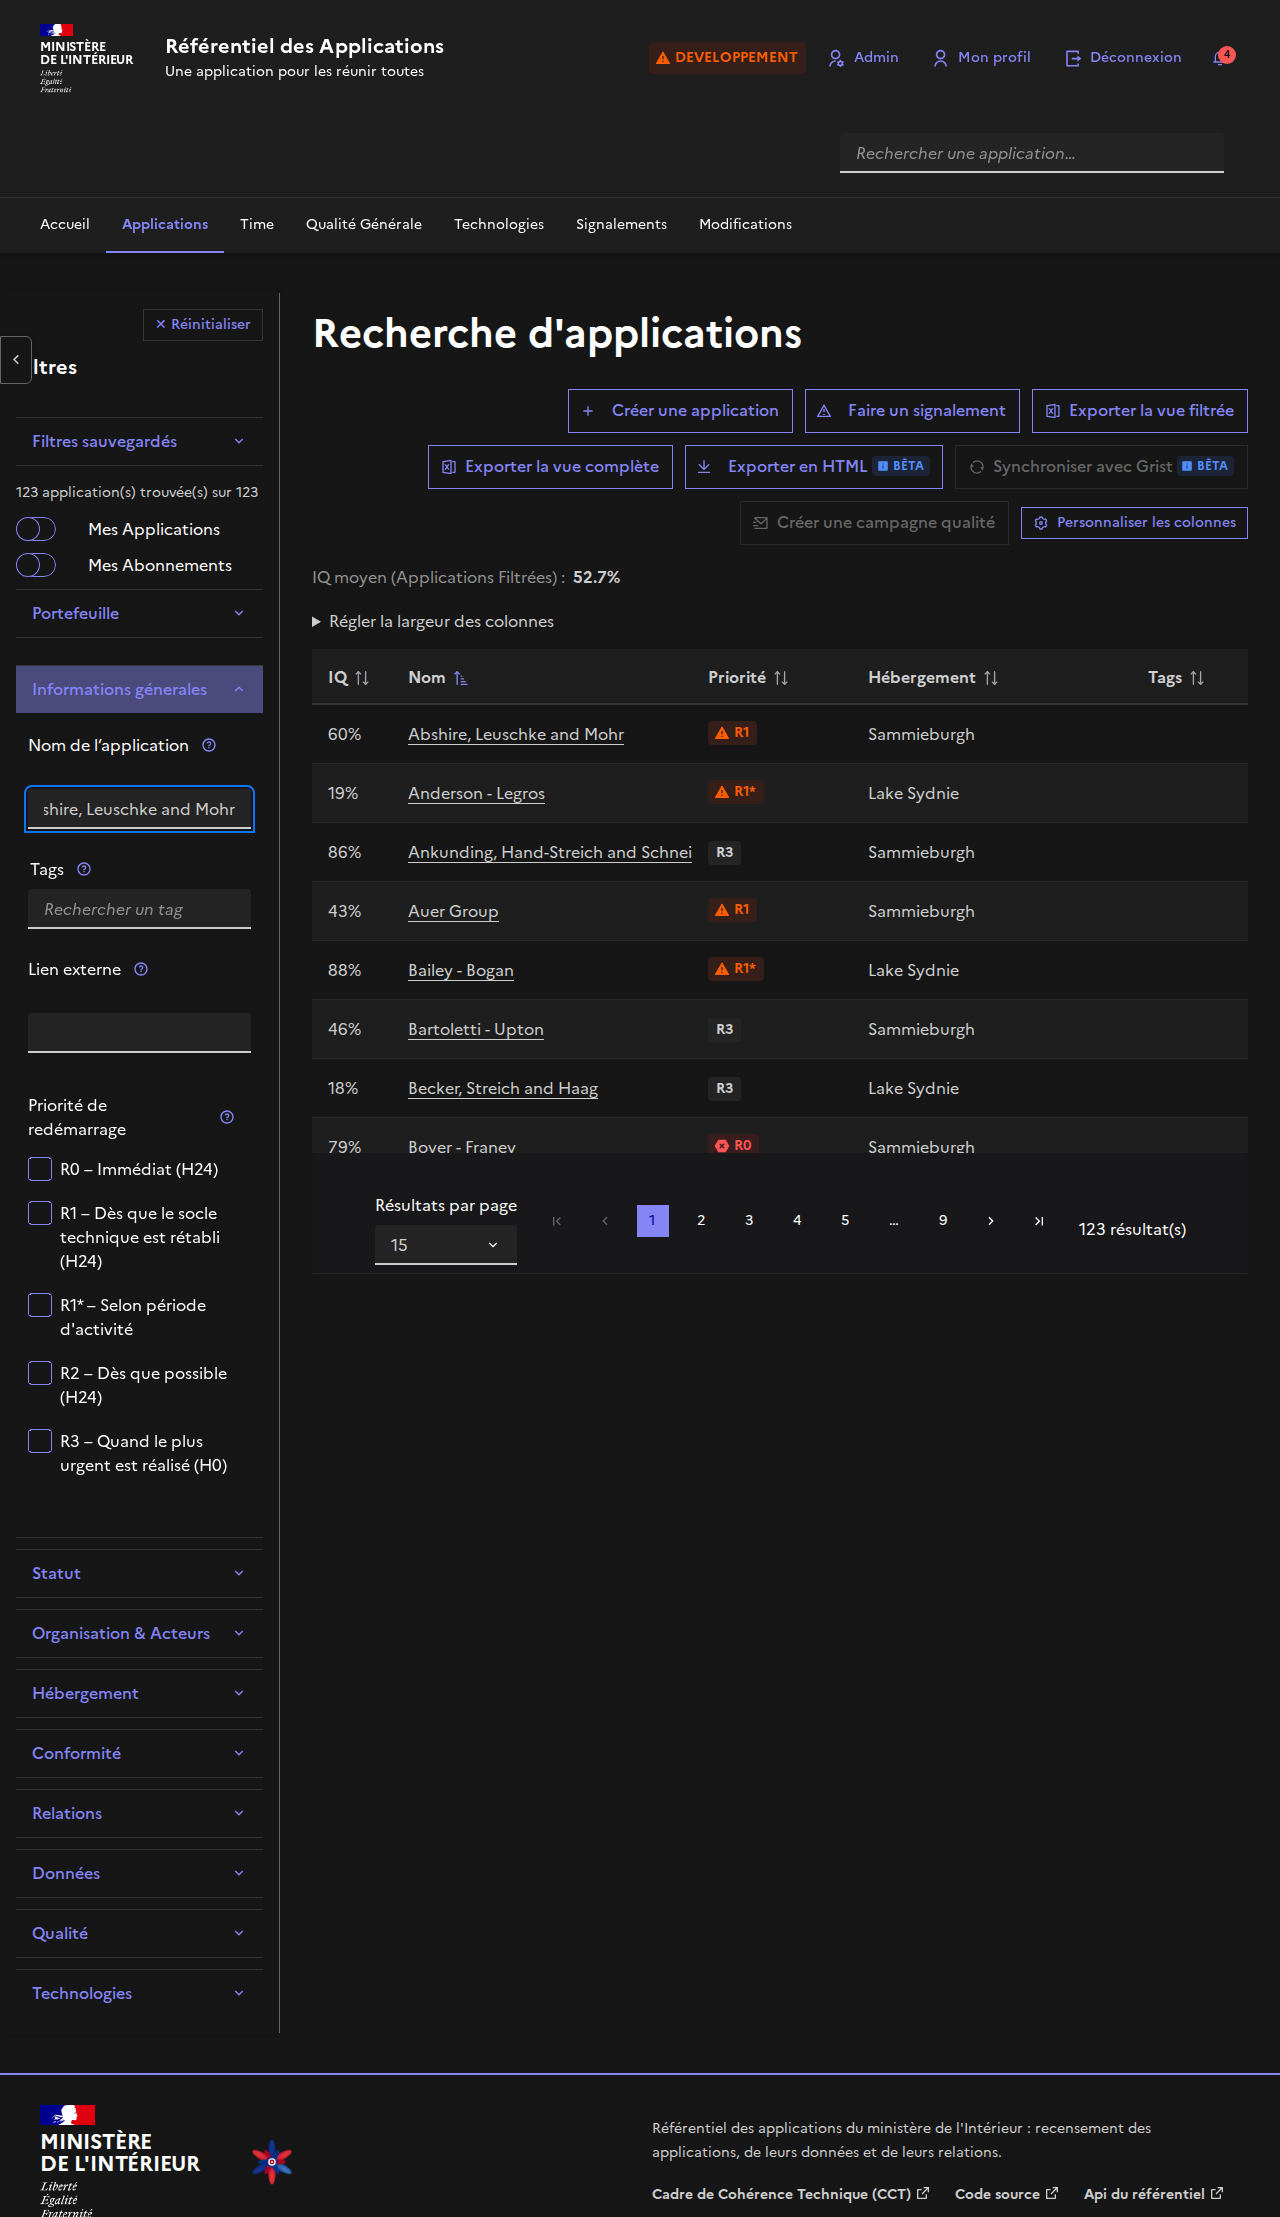 MINISTÈRE
DE L'INTÉRIEUR
Liberté
Égalité
Fraternité
Référentiel des Applications
Une application pour les réunir toutes
DEVELOPPEMENT
Admin
Mon profil
Déconnexion
4
Rechercher une application…
Accueil
Applications
Time
Qualité Générale
Technologies
Signalements
Modifications
× Réinitialiser
ltres
Filtres sauvegardés
123 application(s) trouvée(s) sur 123
Mes Applications
Mes Abonnements
Portefeuille
Informations génerales
Nom de l’application
shire, Leuschke and Mohr
Tags
Rechercher un tag
Lien externe
Priorité de
redémarrage
R0 – Immédiat (H24)
R1 – Dès que le socle
technique est rétabli
(H24)
R1* – Selon période
d'activité
R2 – Dès que possible
(H24)
R3 – Quand le plus
urgent est réalisé (H0)
Statut
Organisation & Acteurs
Hébergement
Conformité
Relations
Données
Qualité
Technologies
Recherche d'applications
Créer une application
Faire un signalement
Exporter la vue filtrée
Exporter la vue complète
Exporter en HTML BÊTA
Synchroniser avec Grist BÊTA
Créer une campagne qualité
Personnaliser les colonnes
IQ moyen (Applications Filtrées) : 52.7%
Régler la largeur des colonnes
IQ Nom Priorité Hébergement Tags
60% Abshire, Leuschke and Mohr R1 Sammieburgh
19% Anderson - Legros R1* Lake Sydnie
86% Ankunding, Hand-Streich and Schnei R3 Sammieburgh
43% Auer Group R1 Sammieburgh
88% Bailey - Bogan R1* Lake Sydnie
46% Bartoletti - Upton R3 Sammieburgh
18% Becker, Streich and Haag R3 Lake Sydnie
79% Boyer - Franey R0 Sammieburgh
Résultats par page
15
1 2 3 4 5 … 9
123 résultat(s)
MINISTÈRE
DE L'INTÉRIEUR
Liberté
Égalité
Fraternité
Référentiel des applications du ministère de l'Intérieur : recensement des
applications, de leurs données et de leurs relations.
Cadre de Cohérence Technique (CCT)
Code source
Api du référentiel